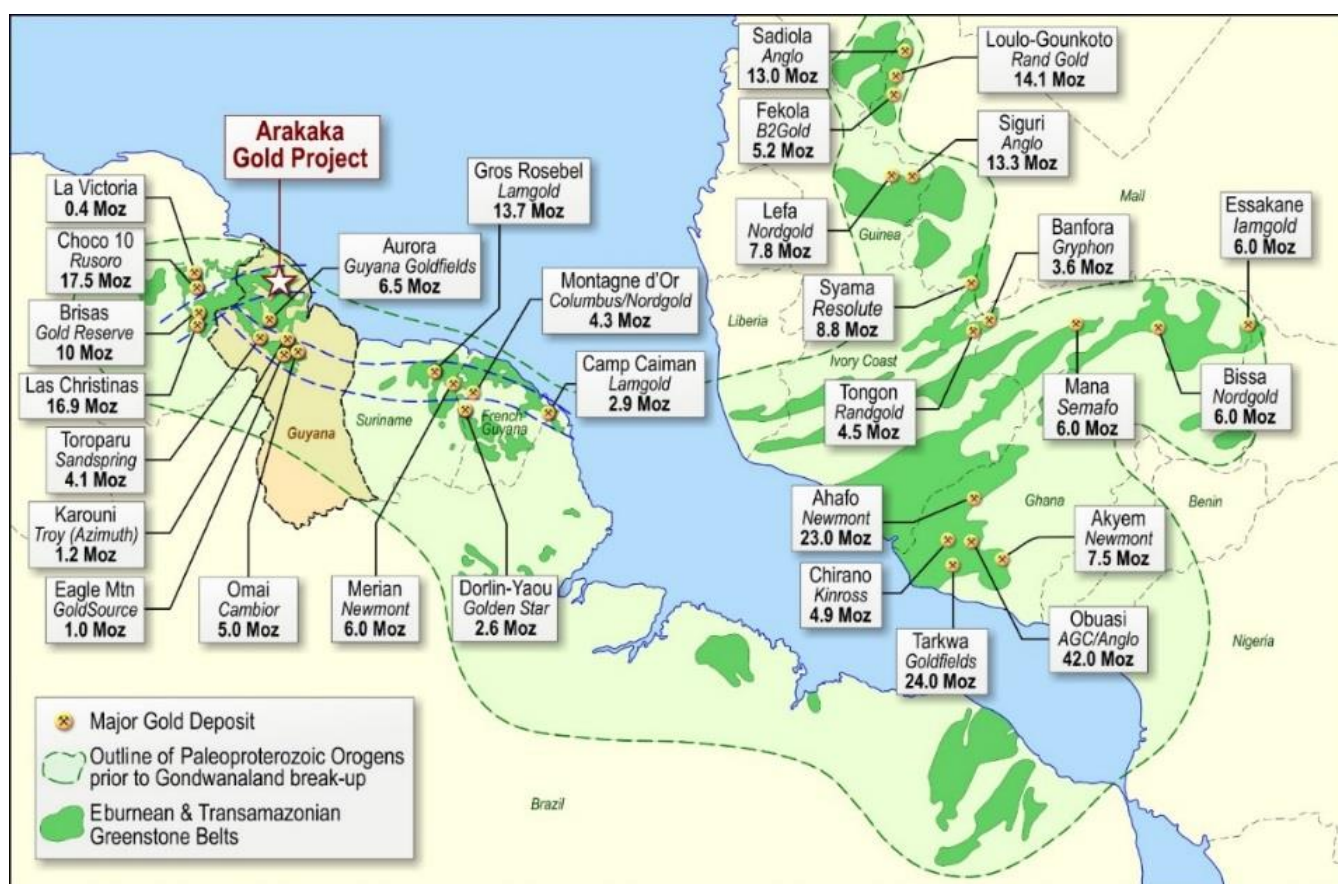 Arakaka
Gold Project
La Victoria
0.4 Moz
Choco 10
Rusoro
17.5 Moz
Brisas
Gold Reserve
10 Moz
Las Christinas
16.9 Moz
Toroparu
Sandspring
4.1 Moz
Karouni
Troy (Azimuth)
1.2 Moz
Eagle Mtn
GoldSource
1.0 Moz
Omai
Cambior
5.0 Moz
Aurora
Guyana Goldfields
6.5 Moz
Gros Rosebel
Lamgold
13.7 Moz
Montagne d'Or
Columbus/Nordgold
4.3 Moz
Camp Caiman
Lamgold
2.9 Moz
Merian
Newmont
6.0 Moz
Dorlin-Yaou
Golden Star
2.6 Moz
Guyana
Suriname
French
Guyana
Brazil
Sadiola
Anglo
13.0 Moz
Loulo-Gounkoto
Rand Gold
14.1 Moz
Fekola
B2Gold
5.2 Moz
Siguri
Anglo
13.3 Moz
Lefa
Nordgold
7.8 Moz
Guinea
Mail
Banfora
Gryphon
3.6 Moz
Essakane
Iamgold
6.0 Moz
Syama
Resolute
8.8 Moz
Liberia
Ivory Coast
Tongon
Randgold
4.5 Moz
Mana
Semafo
6.0 Moz
Bissa
Nordgold
6.0 Moz
Ahafo
Newmont
23.0 Moz
Ghana
Benin
Akyem
Newmont
7.5 Moz
Chirano
Kinross
4.9 Moz
Tarkwa
Goldfields
24.0 Moz
Obuasi
AGC/Anglo
42.0 Moz
Nigeria
Major Gold Deposit
Outline of Paleoproterozoic Orogens
prior to Gondwanaland break-up
Eburnean & Transamazonian
Greenstone Belts